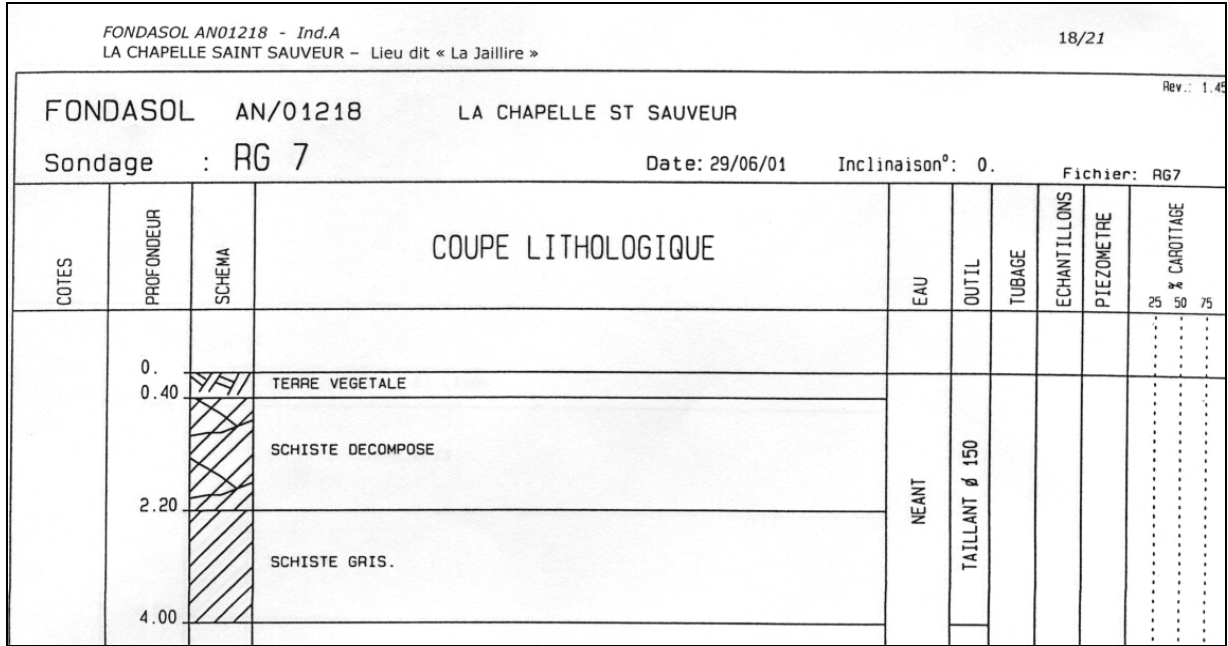 FONDASOL AN01218 - Ind.A
18/21
LA CHAPELLE SAINT SAUVEUR – Lieu dit « La Jaillire »
Rev.: 1.45
FONDASOL AN/01218 LA CHAPELLE ST SAUVEUR
Sondage : RG 7 Date: 29/06/01 Inclinaison°: 0. Fichier: RG7
COTES
PROFONDEUR
SCHEMA
COUPE LITHOLOGIQUE
EAU
OUTIL
TUBAGE
ECHANTILLONS
PIEZOMETRE
% CAROTTAGE
25 50 75
0.
TERRE VEGETALE
0.40
SCHISTE DECOMPOSE
2.20
SCHISTE GRIS.
4.00
NEANT
TAILLANT ø 150